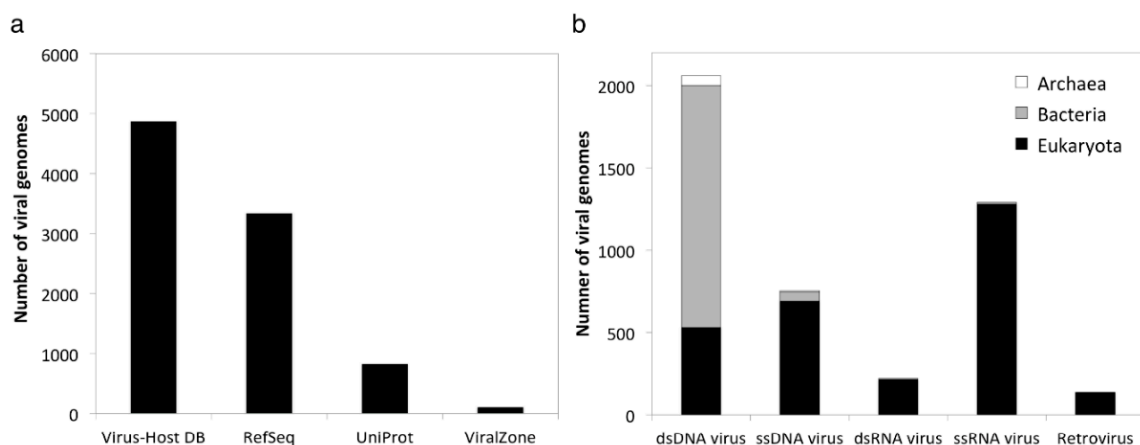 a
Number of viral genomes
6000
5000
4000
3000
2000
1000
0
Virus-Host DB RefSeq UniProt ViralZone
b
Numner of viral genomes
2000
1500
1000
500
0
Archaea
Bacteria
Eukaryota
dsDNA virus ssDNA virus dsRNA virus ssRNA virus Retrovirus